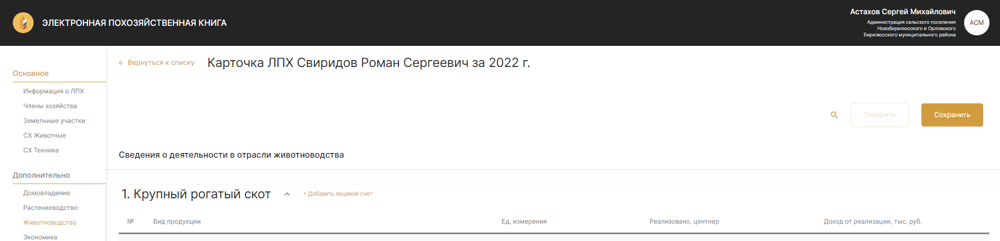 ЭЛЕКТРОННАЯ ПОХОЗЯЙСТВЕННАЯ КНИГА
Астахов Сергей Михайлович
Администрация сельского поселения
Новобирилюсского и Орловского
Бирилюсского муниципального района
АСМ
Основное
Информация о ЛПХ
Члены хозяйства
Земельные участки
СХ Животные
СХ Техника
Дополнительно
Домовладение
Растениеводство
Животноводство
Экономика
← Вернуться к списку
Карточка ЛПХ Свиридов Роман Сергеевич за 2022 г.
Заверить
Сохранить
Сведения о деятельности в отрасли животноводства
1. Крупный рогатый скот
+ Добавить лицевой счет
№ Вид продукции Ед. измерения Реализовано, центнер Доход от реализации, тыс. руб.